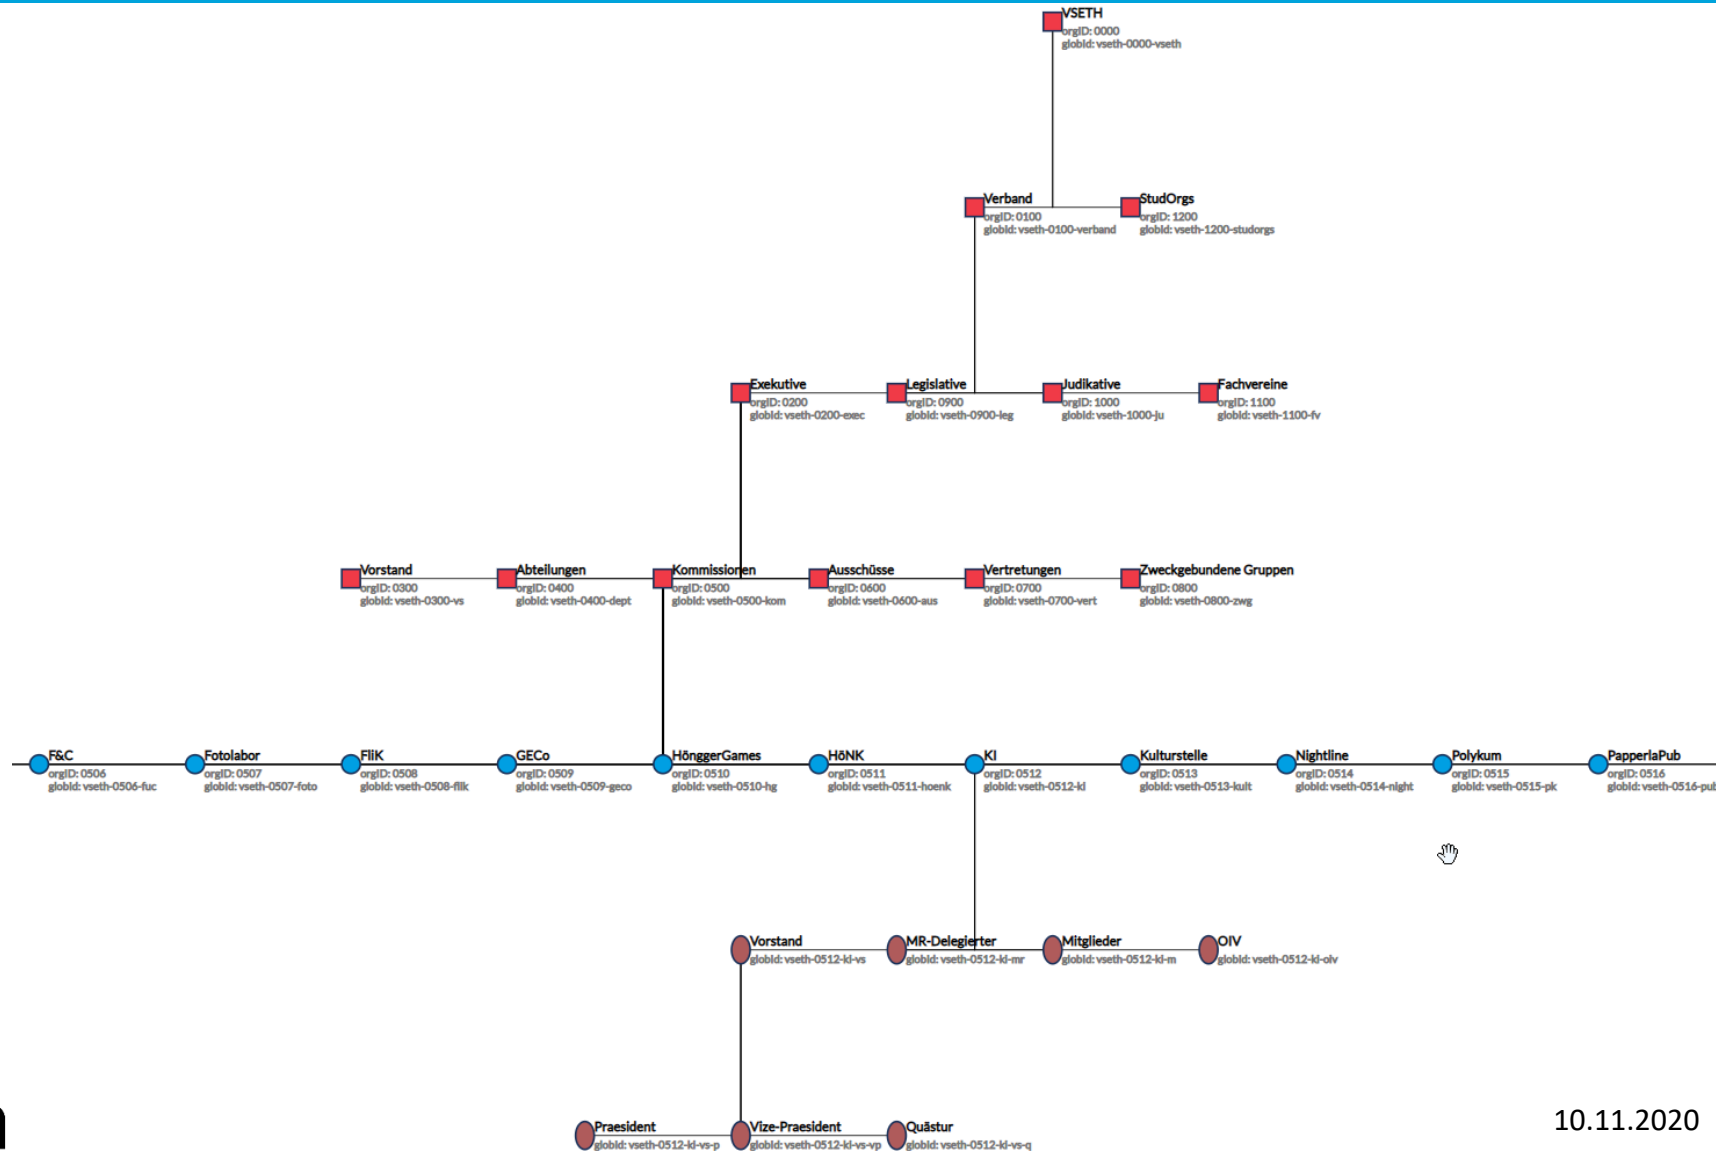 VSETH
orgID: 0000
globId: vseth-0000-vseth
Verband
orgID: 0100
globId: vseth-0100-verband
StudOrgs
orgID: 1200
globId: vseth-1200-studorgs
Exekutive
orgID: 0200
globId: vseth-0200-exec
Legislative
orgID: 0900
globId: vseth-0900-leg
Judikative
orgID: 1000
globId: vseth-1000-ju
Fachvereine
orgID: 1100
globId: vseth-1100-fv
Vorstand
orgID: 0300
globId: vseth-0300-vs
Abteilungen
orgID: 0400
globId: vseth-0400-dept
Kommissionen
orgID: 0500
globId: vseth-0500-kom
Ausschüsse
orgID: 0600
globId: vseth-0600-aus
Vertretungen
orgID: 0700
globId: vseth-0700-vert
Zweckgebundene Gruppen
orgID: 0800
globId: vseth-0800-zwg
F&C
orgID: 0506
globId: vseth-0506-fuc
Fotolabor
orgID: 0507
globId: vseth-0507-foto
FliK
orgID: 0508
globId: vseth-0508-flik
GECo
orgID: 0509
globId: vseth-0509-geco
HönggerGames
orgID: 0510
globId: vseth-0510-hg
HöNK
orgID: 0511
globId: vseth-0511-hoenk
KI
orgID: 0512
globId: vseth-0512-ki
Kulturstelle
orgID: 0513
globId: vseth-0513-kult
Nightline
orgID: 0514
globId: vseth-0514-night
Polykum
orgID: 0515
globId: vseth-0515-pk
PapperlaPub
orgID: 0516
globId: vseth-0516-pub
Vorstand
globId: vseth-0512-ki-vs
MR-Delegierter
globId: vseth-0512-ki-mr
Mitglieder
globId: vseth-0512-ki-m
OIV
globId: vseth-0512-ki-oiv
Praesident
globId: vseth-0512-ki-vs-p
Vize-Praesident
globId: vseth-0512-ki-vs-vp
Quästur
globId: vseth-0512-ki-vs-q
10.11.2020